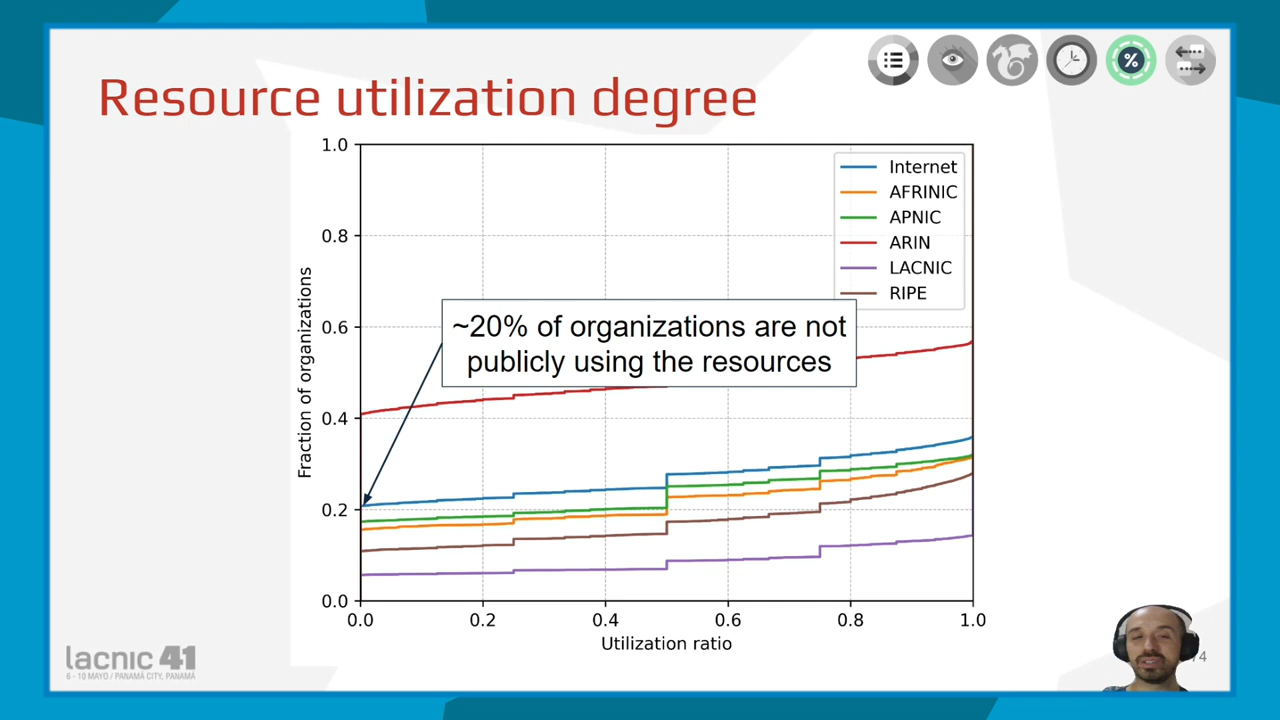 Resource utilization degree
%
1.0
0.8
0.6
0.4
0.2
0.0
Fraction of organizations
Internet
AFRINIC
APNIC
ARIN
LACNIC
RIPE
~20% of organizations are not
publicly using the resources
0.0 0.2 0.4 0.6 0.8 1.0
Utilization ratio
lacnic 41
6 - 10 MAYO / PANAMÁ CITY, PANAMÁ